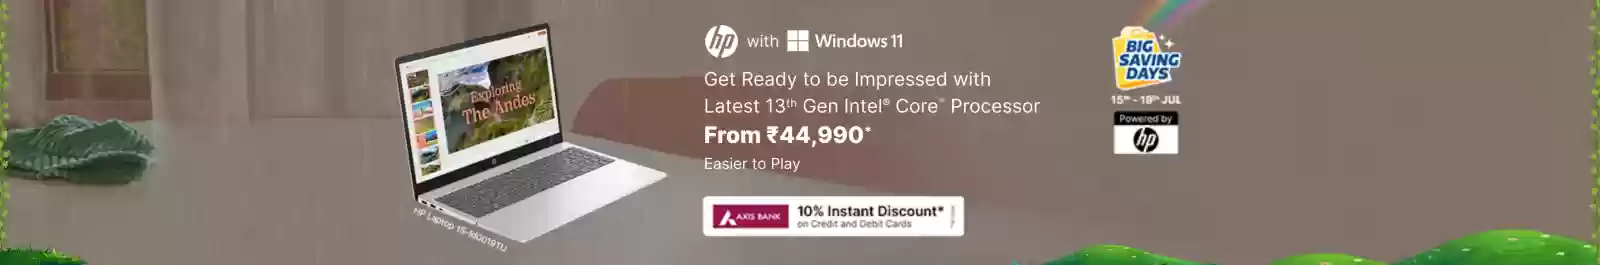 hp with Windows 11
Get Ready to be Impressed with
Latest 13th Gen Intel® Core™ Processor
From ₹44,990*
Easier to Play
AXIS BANK
10% Instant Discount*
on Credit and Debit Cards
Exploring
The Andes
HP Laptop 15-fd0019TU
BIG
SAVING
DAYS
15th - 19th JUL
Powered by
hp